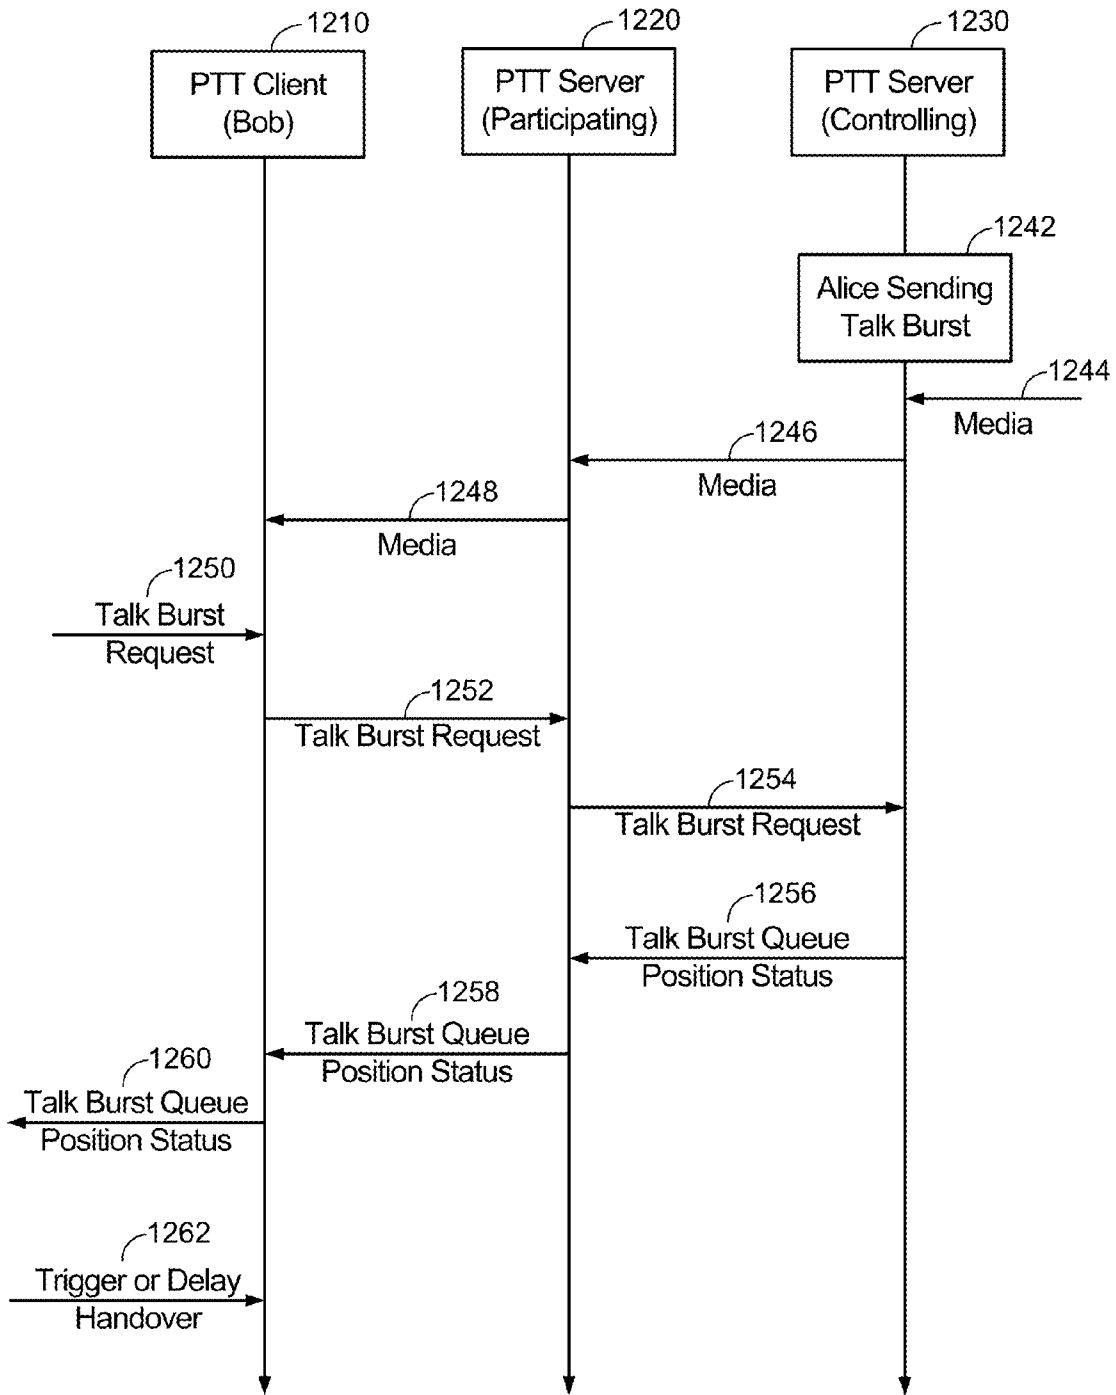 1210
1220
1230
PTT Client
(Bob)
PTT Server
(Participating)
PTT Server
(Controlling)
1242
Alice Sending
Talk Burst
1244
Media
1246
Media
1248
Media
1250
Talk Burst
Request
1252
Talk Burst Request
1254
Talk Burst Request
1256
Talk Burst Queue
Position Status
1258
Talk Burst Queue
Position Status
1260
Talk Burst Queue
Position Status
1262
Trigger or Delay
Handover